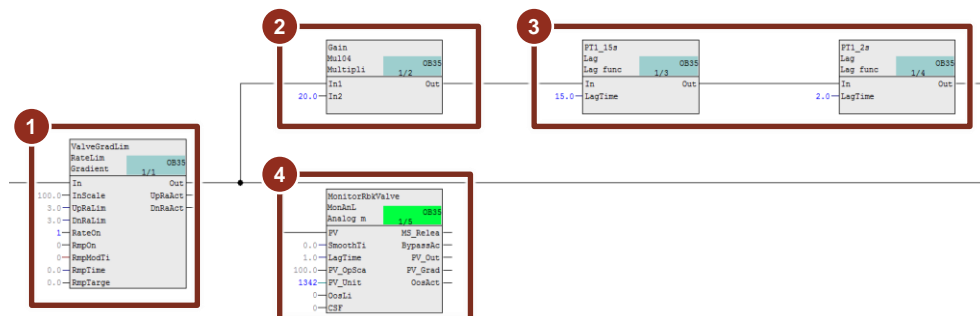 2
Gain
Mul04
Multipli
OB35
1/2
In1 Out
20.0 In2
3
PT1_15s
Lag
Lag func
OB35
1/3
In Out
15.0 LagTime
PT1_2s
Lag
Lag func
OB35
1/4
In Out
2.0 LagTime
1
ValveGradLim
RateLim
Gradient
OB35
1/1
In Out
100.0 InScale UpRaAct
3.0 UpRaLim DnRaAct
3.0 DnRaLim
1 RateOn
0 RmpOn
0 RmpModTi
0.0 RmpTime
0.0 RmpTarge
4
MonitorRbkValve
MonAnL
Analog m
OB35
1/5
PV MS_Relea
0.0 SmoothTi BypassAc
1.0 LagTime PV_Out
100.0 PV_OpSca PV_Grad
1342 PV_Unit OosAct
0 OosLi
0 CSF